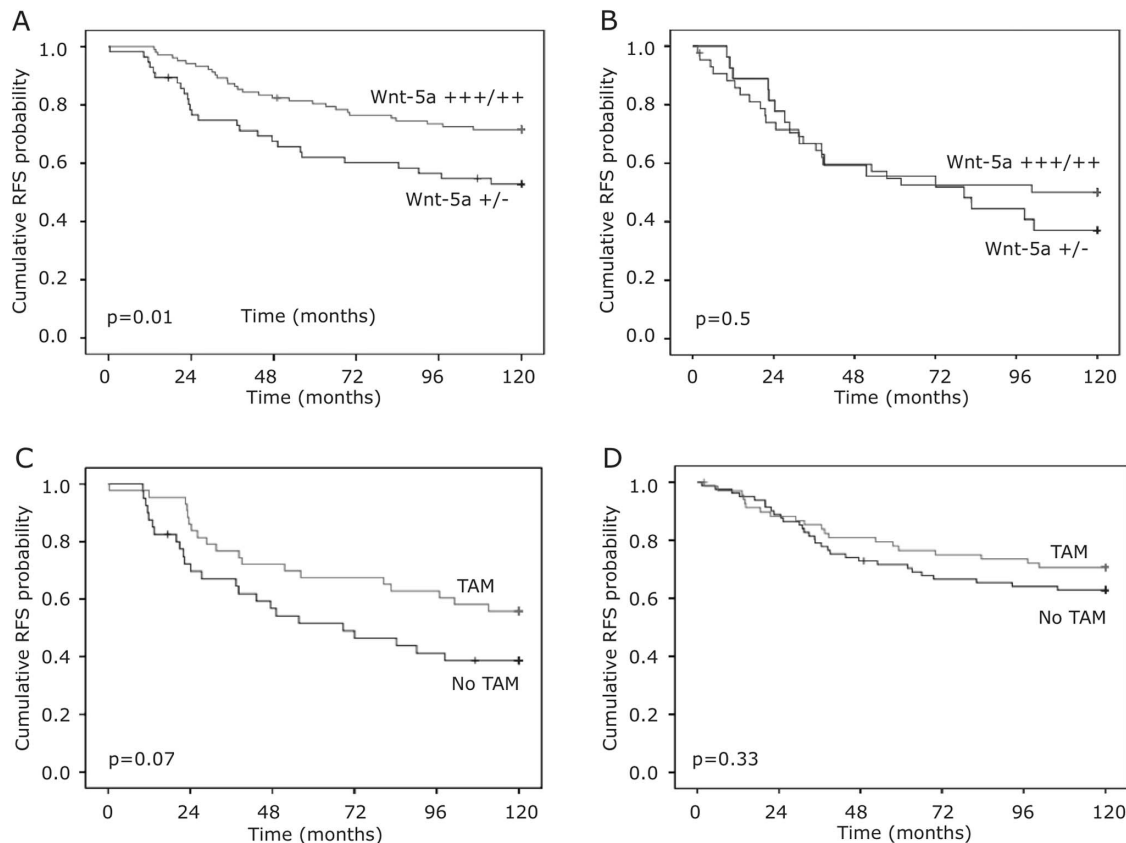 A
Cumulative RFS probability
1.0
0.8
0.6
0.4
0.2
0.0
Wnt-5a +++/++
Wnt-5a +/-
p=0.01
Time (months)
0 24 48 72 96 120
Time (months)
B
Cumulative RFS probability
1.0
0.8
0.6
0.4
0.2
0.0
Wnt-5a +++/++
Wnt-5a +/-
p=0.5
0 24 48 72 96 120
Time (months)
C
Cumulative RFS probability
1.0
0.8
0.6
0.4
0.2
0.0
TAM
No TAM
p=0.07
0 24 48 72 96 120
Time (months)
D
Cumulative RFS probability
1.0
0.8
0.6
0.4
0.2
0.0
TAM
No TAM
p=0.33
0 24 48 72 96 120
Time (months)